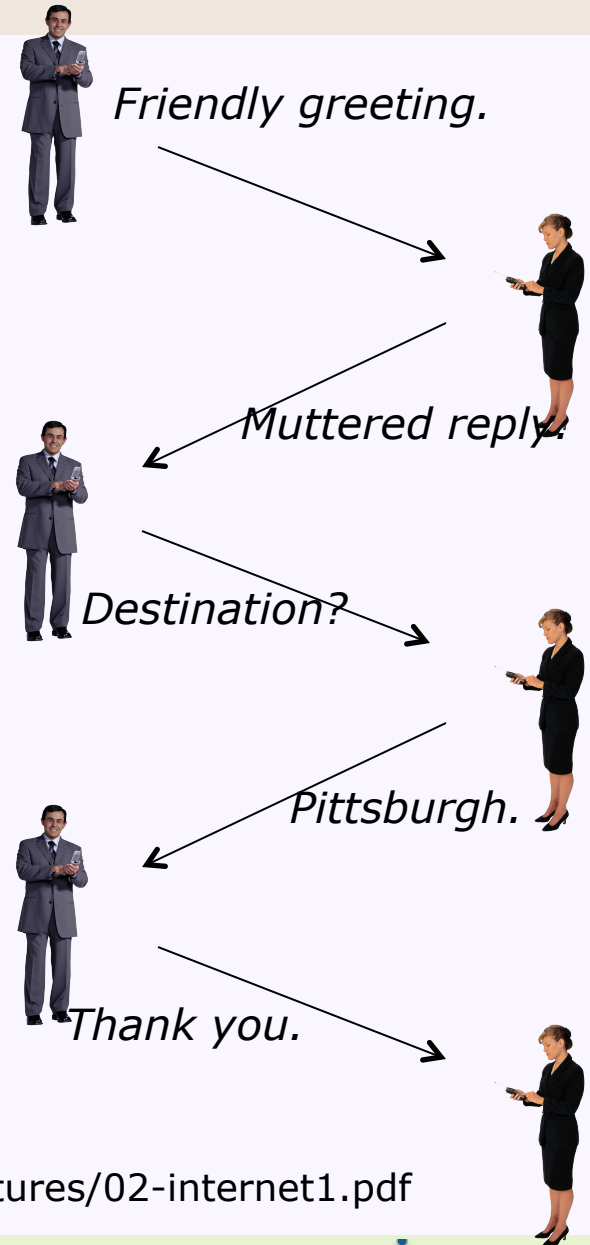 Friendly greeting.
Muttered reply.
Destination?
Pittsburgh.
Thank you.
tures/02-internet1.pdf